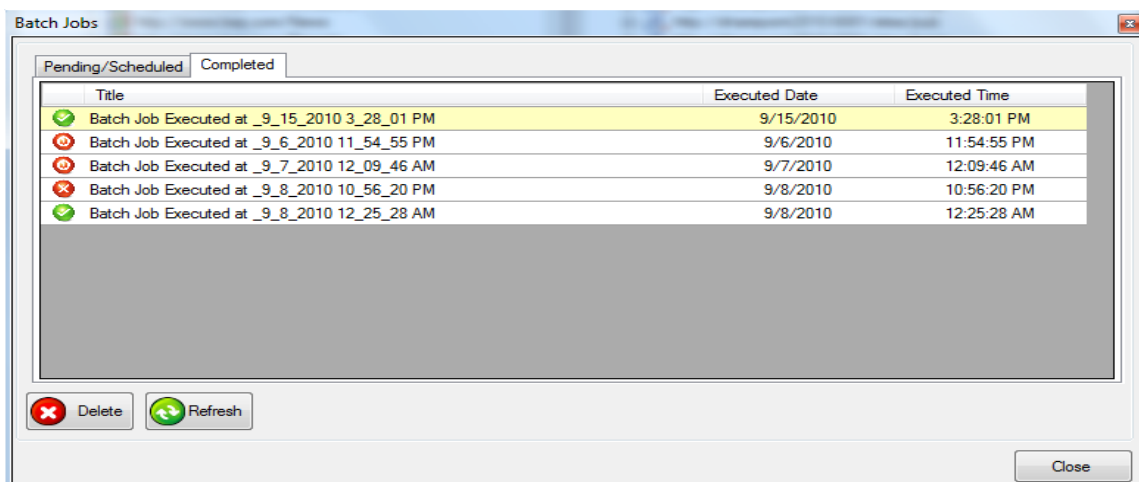 Batch Jobs
Pending/Scheduled Completed
Title Executed Date Executed Time
Batch Job Executed at _9_15_2010 3_28_01 PM 9/15/2010 3:28:01 PM
Batch Job Executed at _9_6_2010 11_54_55 PM 9/6/2010 11:54:55 PM
Batch Job Executed at _9_7_2010 12_09_46 AM 9/7/2010 12:09:46 AM
Batch Job Executed at _9_8_2010 10_56_20 PM 9/8/2010 10:56:20 PM
Batch Job Executed at _9_8_2010 12_25_28 AM 9/8/2010 12:25:28 AM
Delete Refresh
Close